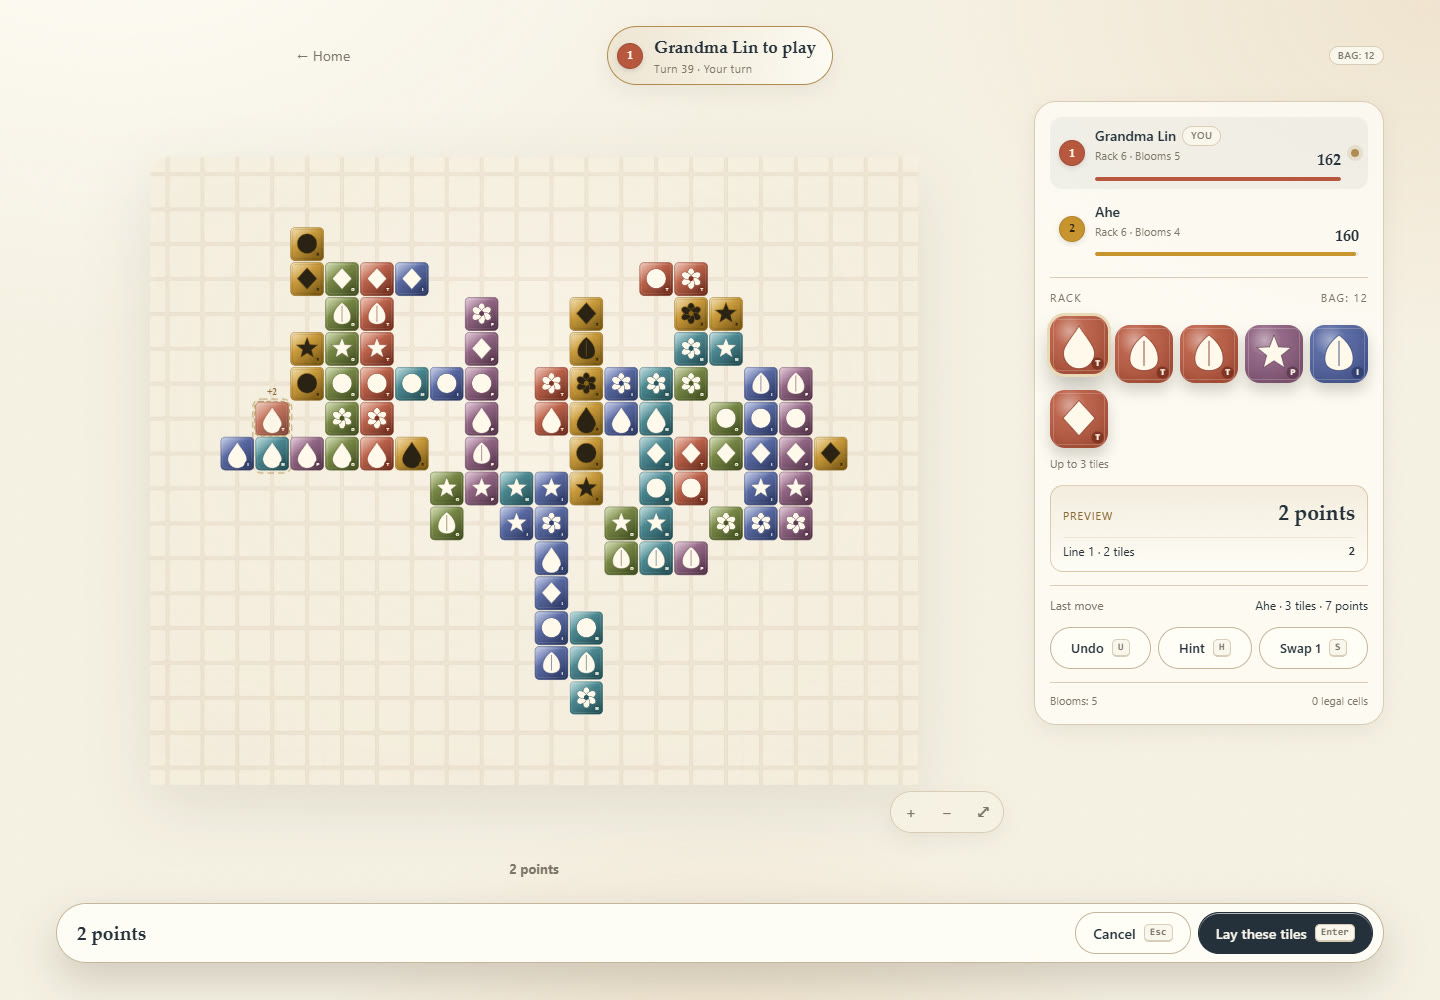 ← Home
1
Grandma Lin to play
Turn 39 · Your turn
BAG: 12
1
Grandma Lin YOU
Rack 6 · Blooms 5
162
2
Ahe
Rack 6 · Blooms 4
160
RACK
BAG: 12
T
T
T
P
I
T
Up to 3 tiles
PREVIEW
2 points
Line 1 · 2 tiles
2
Last move
Ahe · 3 tiles · 7 points
Undo U
Hint H
Swap 1 S
Blooms: 5
0 legal cells
+2
+
−
2 points
2 points
Cancel Esc
Lay these tiles Enter